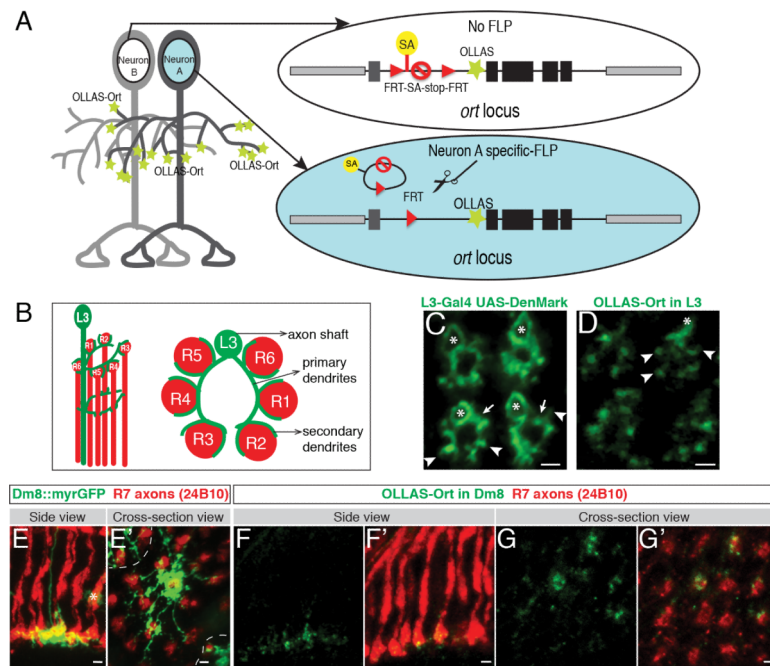 A
Neuron
B
Neuron
A
OLLAS-Ort
OLLAS-Ort
OLLAS-Ort
No FLP
SA
OLLAS
FRT-SA-stop-FRT
ort locus
Neuron A specific-FLP
SA
FRT
OLLAS
ort locus
B
L3
R1
R2
R3
R6
R5
R4
L3
R5
R6
R4
R1
R3
R2
axon shaft
primary
dendrites
secondary
dendrites
L3-Gal4 UAS-DenMark
OLLAS-Ort in L3
C
D
Dm8::myrGFP R7 axons (24B10)
OLLAS-Ort in Dm8 R7 axons (24B10)
Side view
Cross-section view
Side view
Cross-section view
E
E'
F
F'
G
G'